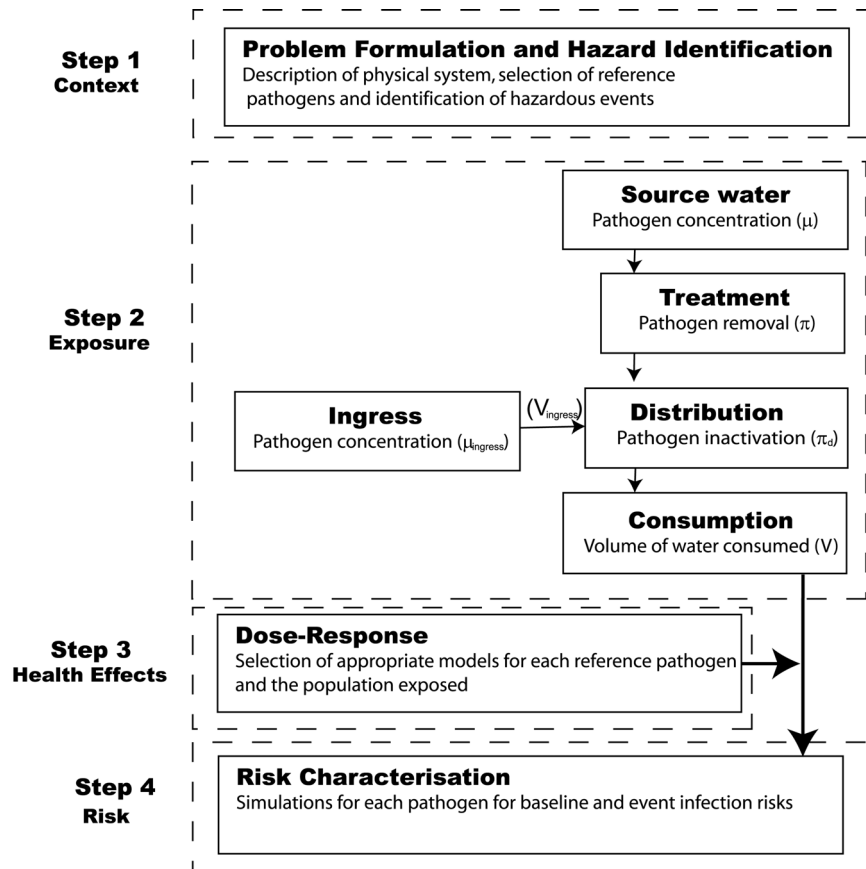 Step 1
Context
Problem Formulation and Hazard Identification
Description of physical system, selection of reference
pathogens and identification of hazardous events
Step 2
Exposure
Source water
Pathogen concentration (μ)
Treatment
Pathogen removal (π)
Ingress
Pathogen concentration (μingress)
(Vingress)
Distribution
Pathogen inactivation (πd)
Consumption
Volume of water consumed (V)
Step 3
Health Effects
Dose-Response
Selection of appropriate models for each reference pathogen
and the population exposed
Step 4
Risk
Risk Characterisation
Simulations for each pathogen for baseline and event infection risks